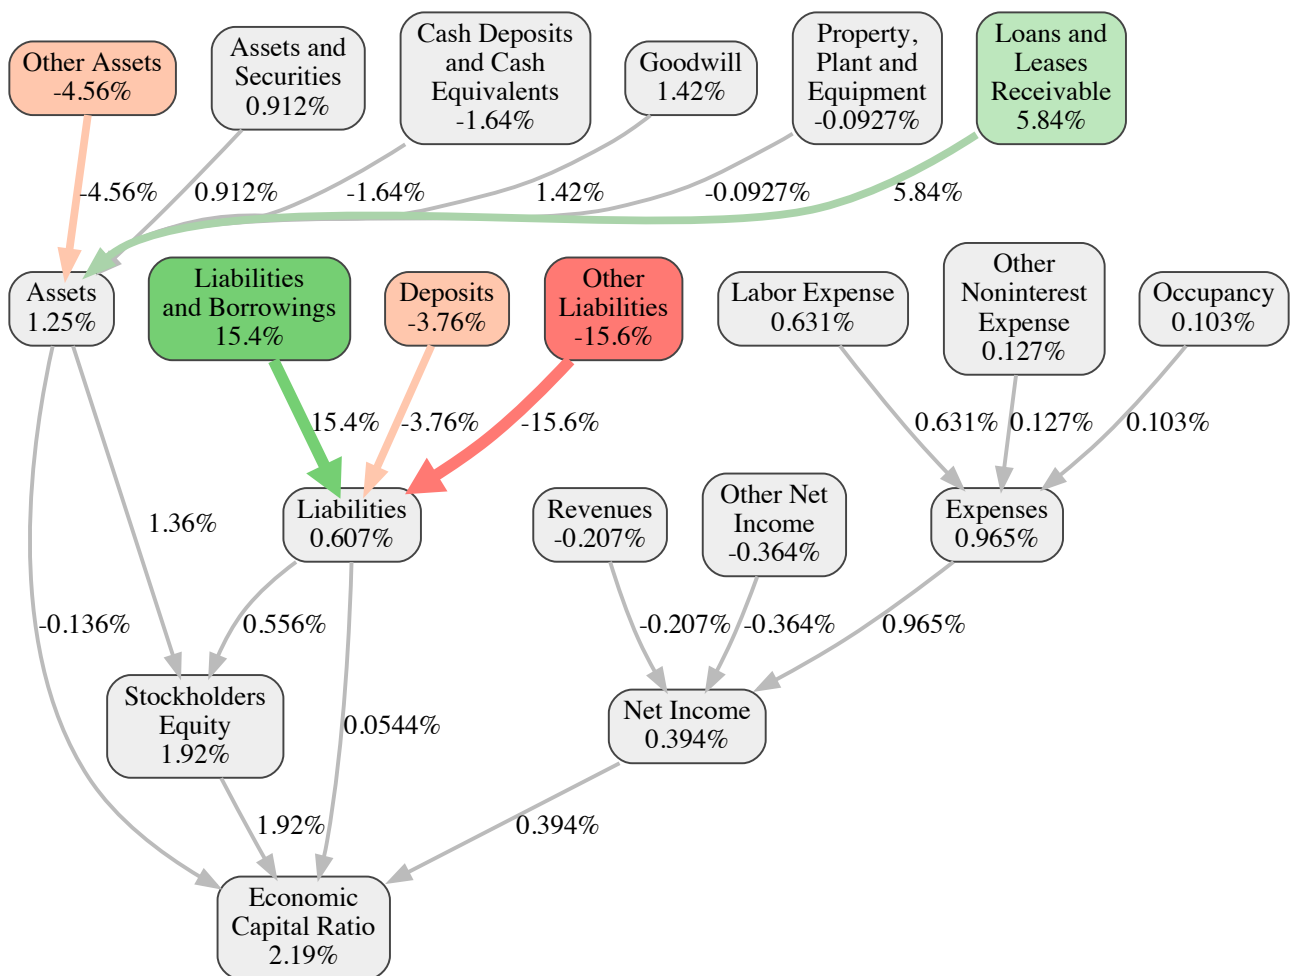 Other Assets
-4.56%
Assets and
Securities
0.912%
Cash Deposits
and Cash
Equivalents
-1.64%
Goodwill
1.42%
Property,
Plant and
Equipment
-0.0927%
Loans and
Leases
Receivable
5.84%
-4.56%
0.912%
-1.64%
1.42%
-0.0927%
5.84%
Assets
1.25%
Liabilities
and Borrowings
15.4%
Deposits
-3.76%
Other
Liabilities
-15.6%
Labor Expense
0.631%
Other
Noninterest
Expense
0.127%
Occupancy
0.103%
15.4%
-3.76%
-15.6%
0.631%
0.127%
0.103%
1.36%
Liabilities
0.607%
Revenues
-0.207%
Other Net
Income
-0.364%
Expenses
0.965%
-0.136%
0.556%
-0.207%
-0.364%
0.965%
Stockholders
Equity
1.92%
0.0544%
Net Income
0.394%
1.92%
0.394%
Economic
Capital Ratio
2.19%